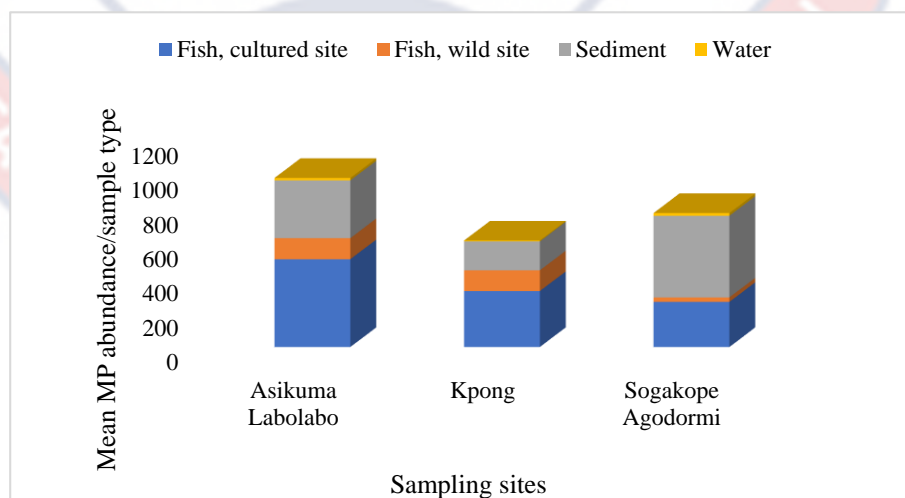 Fish, cultured site Fish, wild site Sediment Water
Mean MP abundance/sample type
1200
1000
800
600
400
200
0
Asikuma
Labolabo
Kpong
Sogakope
Agodormi
Sampling sites